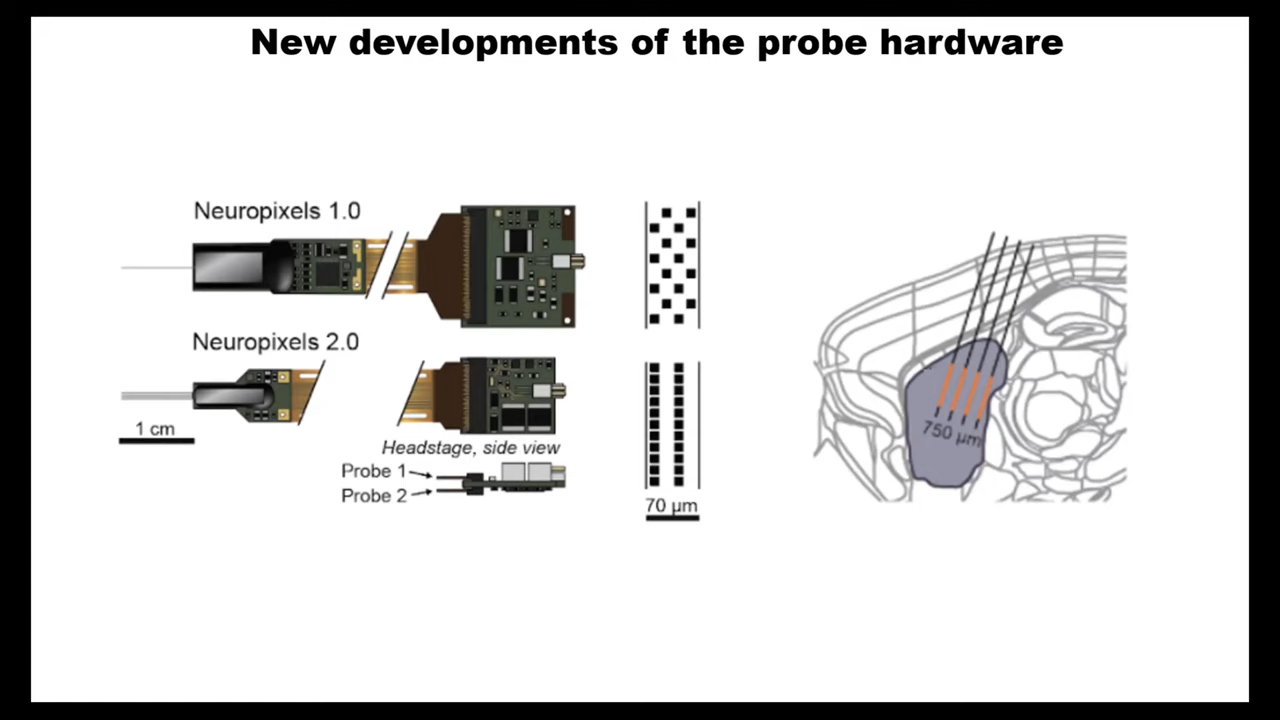 New developments of the probe hardware
Neuropixels 1.0
Neuropixels 2.0
1 cm
Headstage, side view
Probe 1
Probe 2
70 µm
750 µm